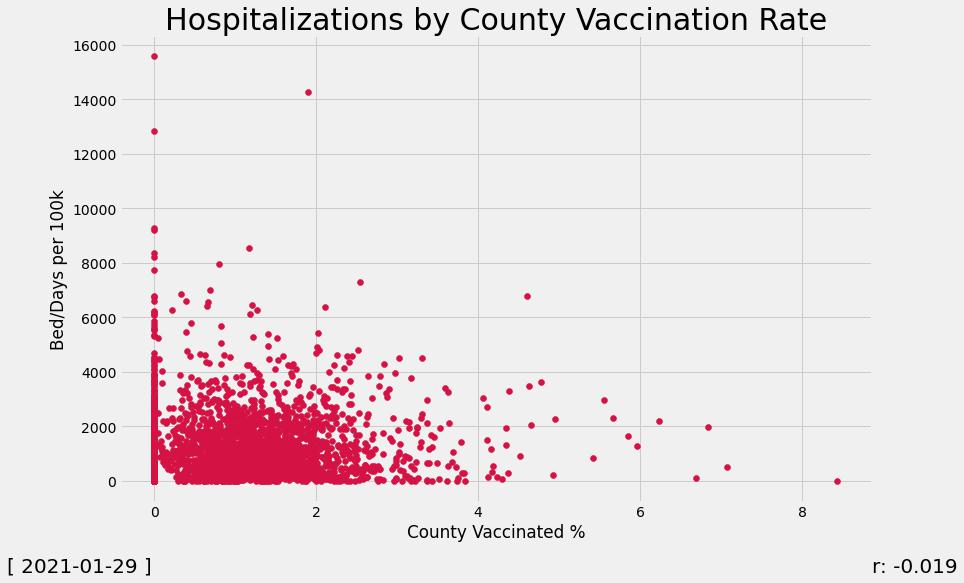 Hospitalizations by County Vaccination Rate
16000
14000
12000
10000
8000
6000
4000
2000
0
Bed/Days per 100k
0 2 4 6 8
County Vaccinated %
[ 2021-01-29 ]
r: -0.019